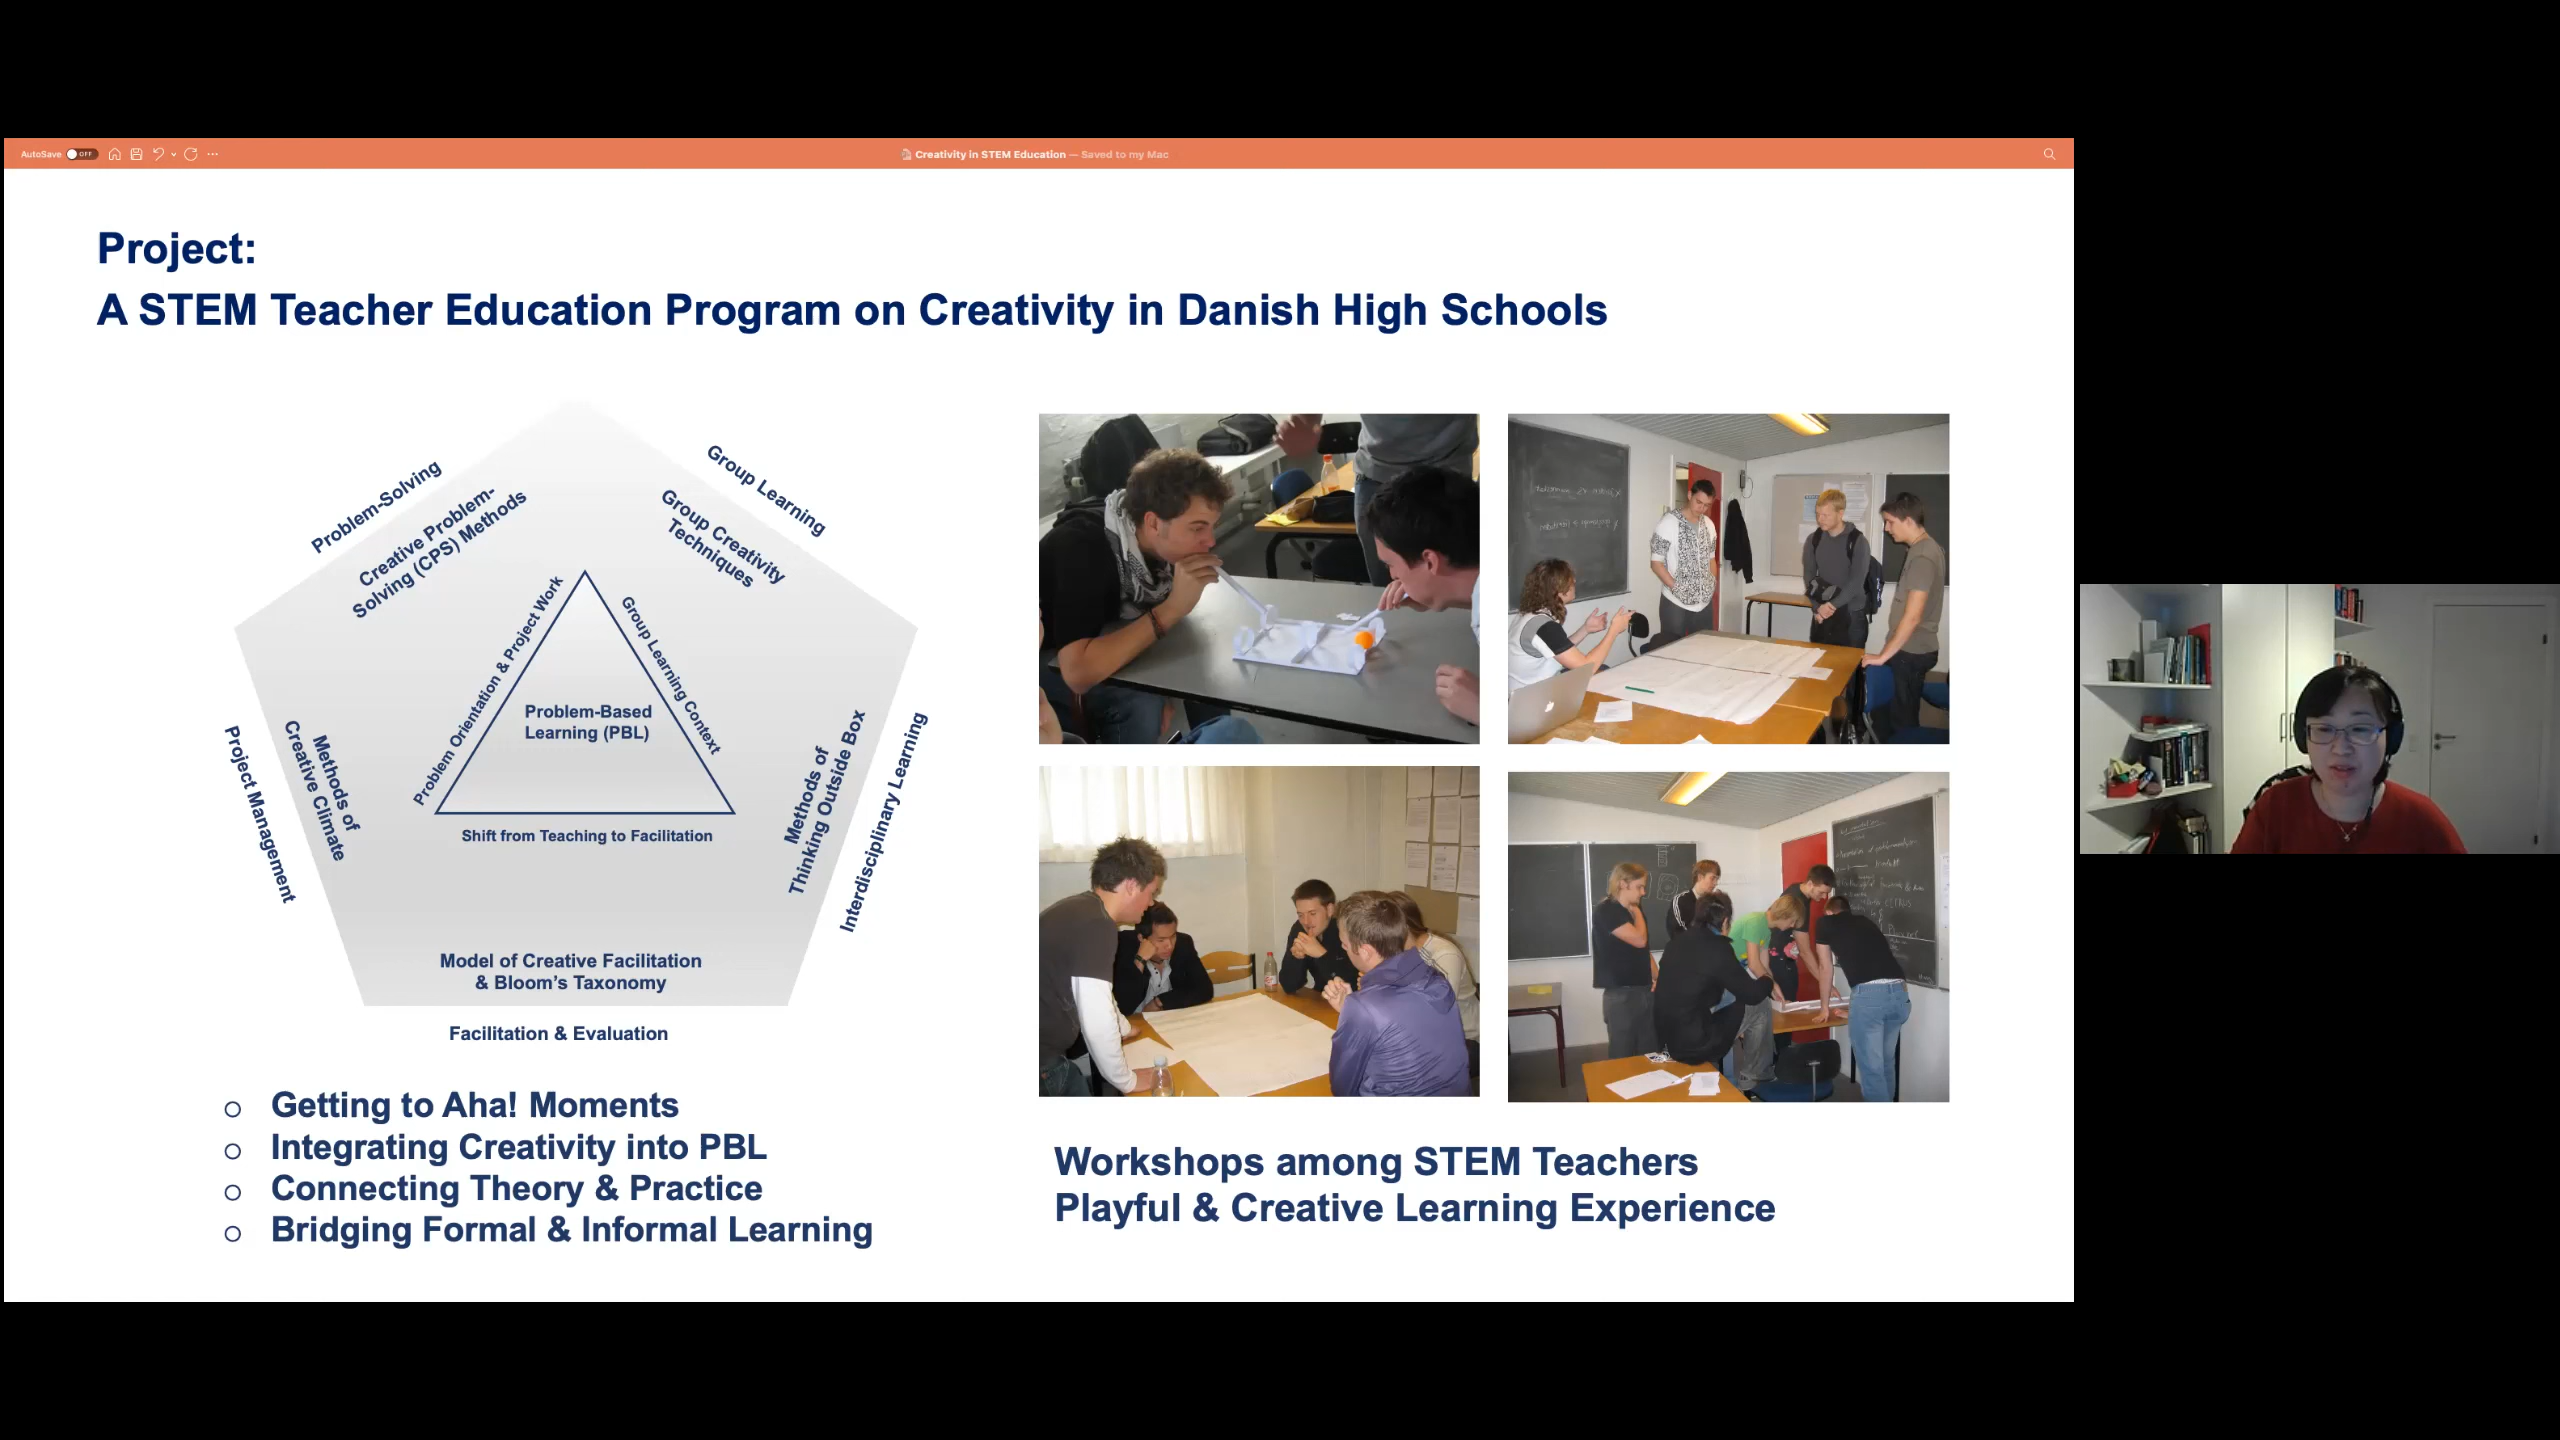 AutoSave OFF
Creativity in STEM Education — Saved to my Mac
Project:
A STEM Teacher Education Program on Creativity in Danish High Schools
Problem-Solving
Creative Problem-
Solving (CPS) Methods
Group Learning
Group Creativity
Techniques
Problem Orientation & Project Work
Group Learning Context
Problem-Based
Learning (PBL)
Shift from Teaching to Facilitation
Project Management
Methods of
Creative Climate
Methods of
Thinking Outside Box
Interdisciplinary Learning
Model of Creative Facilitation
& Bloom's Taxonomy
Facilitation & Evaluation
o Getting to Aha! Moments
o Integrating Creativity into PBL
o Connecting Theory & Practice
o Bridging Formal & Informal Learning
Workshops among STEM Teachers
Playful & Creative Learning Experience